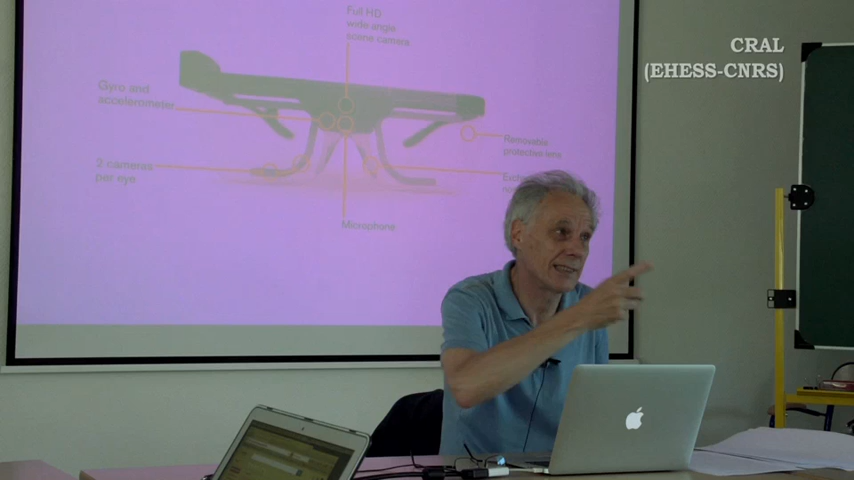 Full HD
wide angle
scene camera
CRAL
(EHESS-CNRS)
Gyro and
accelerometer
Removable
protective lens
2 cameras
per eye
Microphone